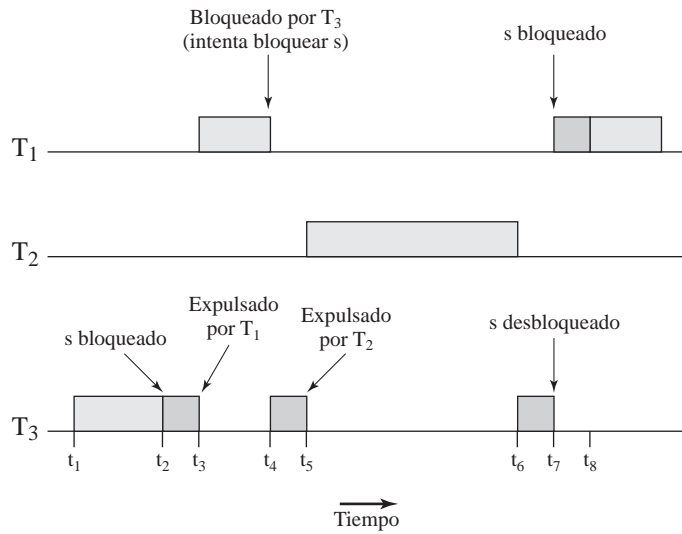 Bloqueado por T3
(intenta bloquear s)
s bloqueado
T1
T2
s bloqueado
Expulsado
por T1
Expulsado
por T2
s desbloqueado
T3
t1 t2 t3 t4 t5 t6 t7 t8
Tiempo